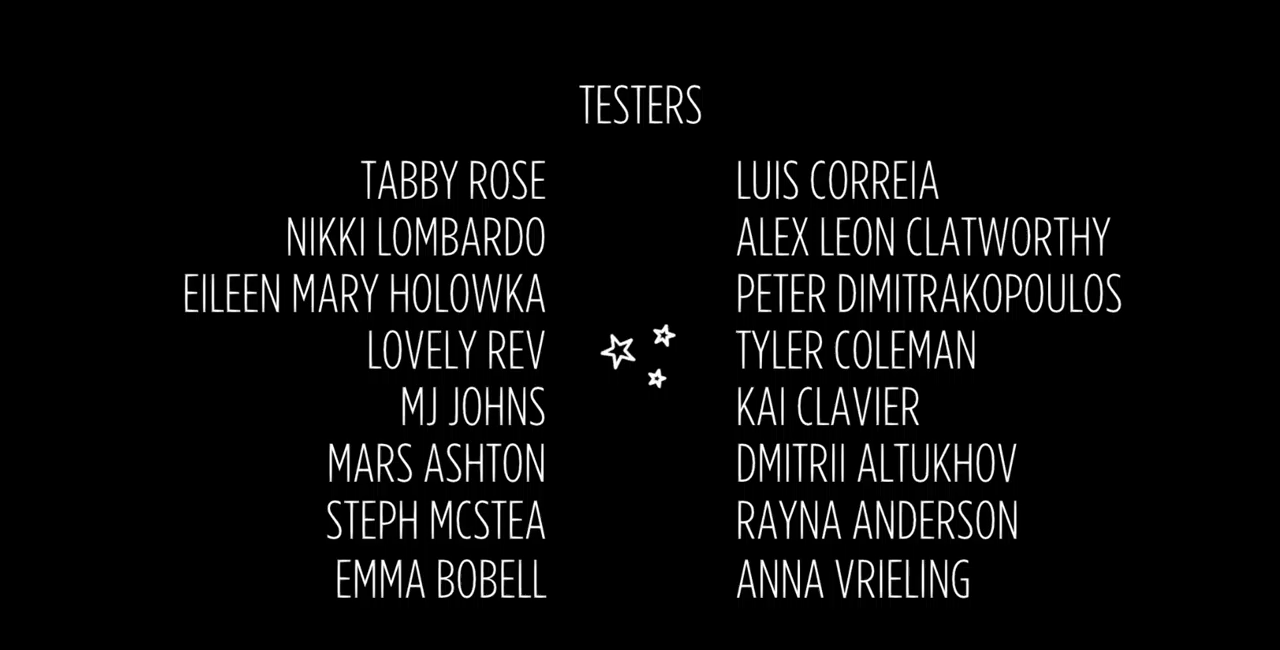 TESTERS
TABBY ROSE
NIKKI LOMBARDO
EILEEN MARY HOLOWKA
LOVELY REV
MJ JOHNS
MARS ASHTON
STEPH MCSTEA
EMMA BOBELL
LUIS CORREIA
ALEX LEON CLATWORTHY
PETER DIMITRAKOPOULOS
TYLER COLEMAN
KAI CLAVIER
DMITRII ALTUKHOV
RAYNA ANDERSON
ANNA VRIELING